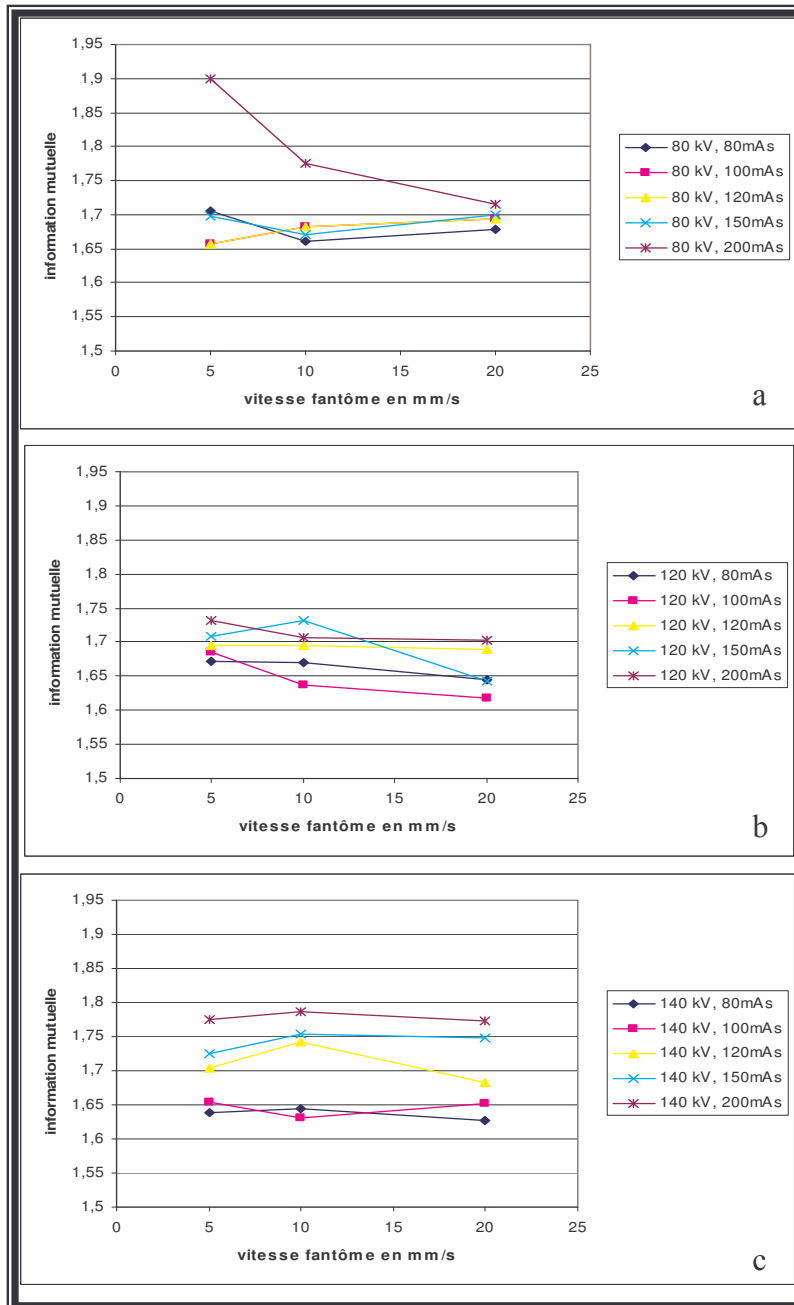 1,95
1,9
1,85
1,8
1,75
1,7
1,65
1,6
1,55
1,5
0
5
10
15
20
25
information mutuelle
vitesse fantôme en mm/s
80 kV, 80mAs
80 kV, 100mAs
80 kV, 120mAs
80 kV, 150mAs
80 kV, 200mAs
a
1,95
1,9
1,85
1,8
1,75
1,7
1,65
1,6
1,55
1,5
0
5
10
15
20
25
information mutuelle
vitesse fantôme en mm/s
120 kV, 80mAs
120 kV, 100mAs
120 kV, 120mAs
120 kV, 150mAs
120 kV, 200mAs
b
1,95
1,9
1,85
1,8
1,75
1,7
1,65
1,6
1,55
1,5
0
5
10
15
20
25
information mutuelle
vitesse fantôme en mm/s
140 kV, 80mAs
140 kV, 100mAs
140 kV, 120mAs
140 kV, 150mAs
140 kV, 200mAs
c